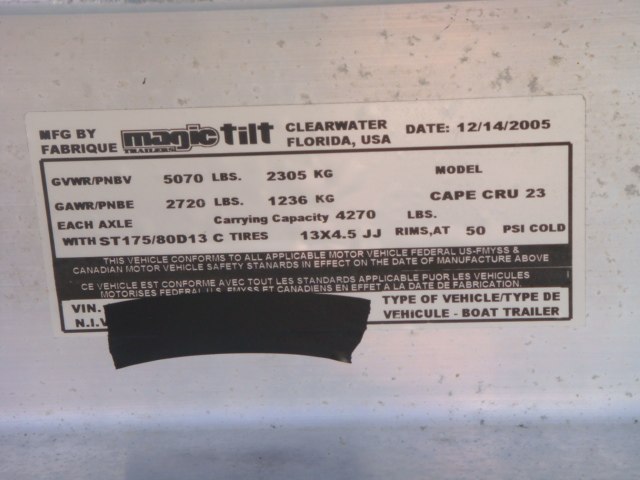 MFG BY
FABRIQUE
magic tilt
CLEARWATER
FLORIDA, USA
DATE: 12/14/2005
GVWR/PNBV 5070 LBS. 2305 KG
MODEL
GAWR/PNBE 2720 LBS. 1236 KG
CAPE CRU 23
EACH AXLE Carrying Capacity 4270 LBS.
WITH ST175/80D13 C TIRES 13X4.5 JJ RIMS,AT 50 PSI COLD
THIS VEHICLE CONFORMS TO ALL APPLICABLE MOTOR VEHICLE FEDERAL US-FMYSS &
CANADIAN MOTOR VEHICLE SAFETY STANARDS IN EFFECT ON THE DATE OF MANUFACTURE ABOVE
CE VEHICLE EST CONFORME AVEC TOUT LES STANDARDS APPLICABLE PUOR LES VEHICULES
MOTORISES FEDERAL U.S. FMYSS ET CANADIENS EN EFFET A LA DATE DE FABRICATION.
VIN.
N.I.V
TYPE OF VEHICLE/TYPE DE
VEHICULE - BOAT TRAILER